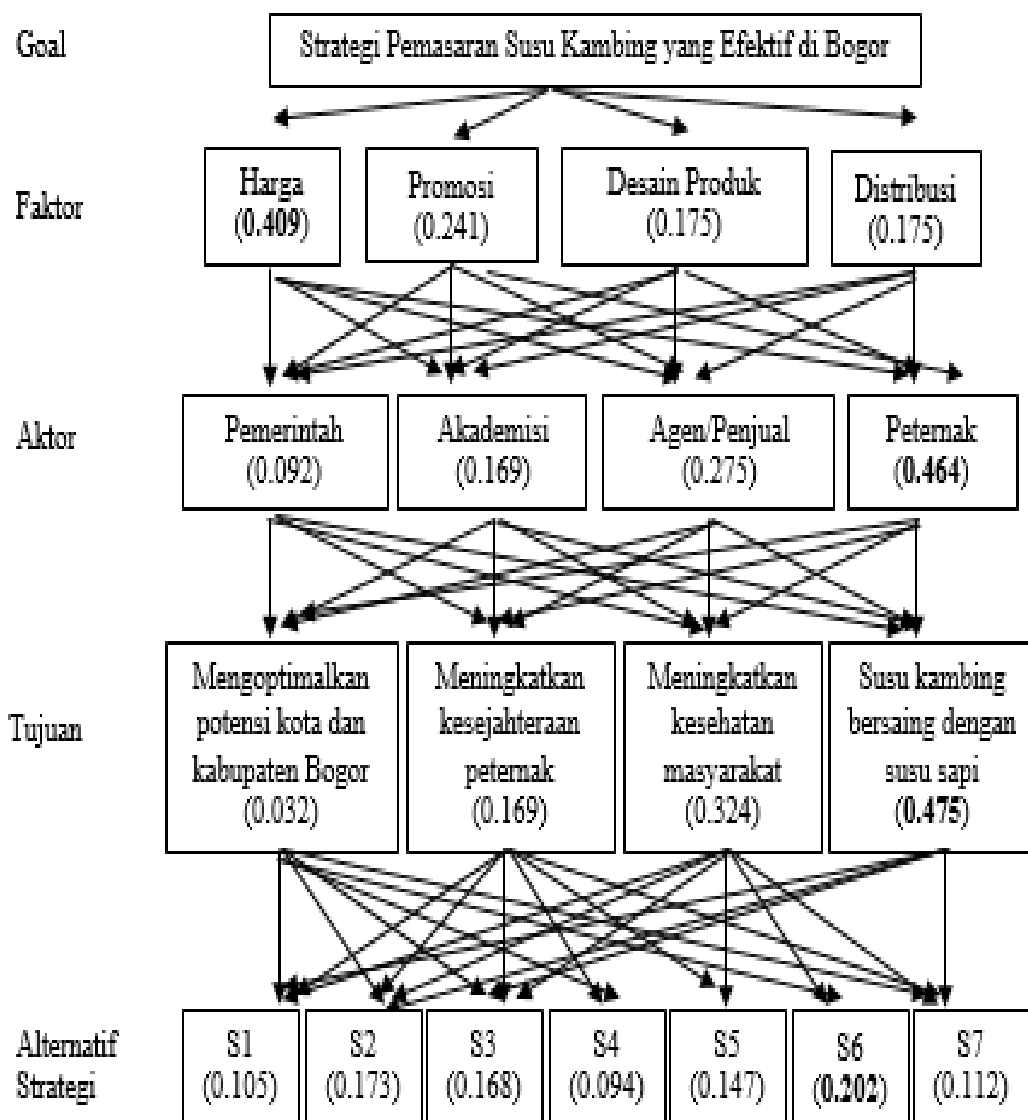 Goal
Strategi Pemasaran Susu Kambing yang Efektif di Bogor
Faktor
Harga
(0.409)
Promosi
(0.241)
Desain Produk
(0.175)
Distribusi
(0.175)
Aktor
Pemerintah
(0.092)
Akademisi
(0.169)
Agen/Penjual
(0.275)
Peternak
(0.464)
Tujuan
Mengoptimalkan
potensi kota dan
kabupaten Bogor
(0.032)
Meningkatkan
kesejahteraan
peternak
(0.169)
Meningkatkan
kesehatan
masyarakat
(0.324)
Susu kambing
bersaing dengan
susu sapi
(0.475)
Alternatif
Strategi
S1
(0.105)
S2
(0.173)
S3
(0.168)
S4
(0.094)
S5
(0.147)
S6
(0.202)
S7
(0.112)